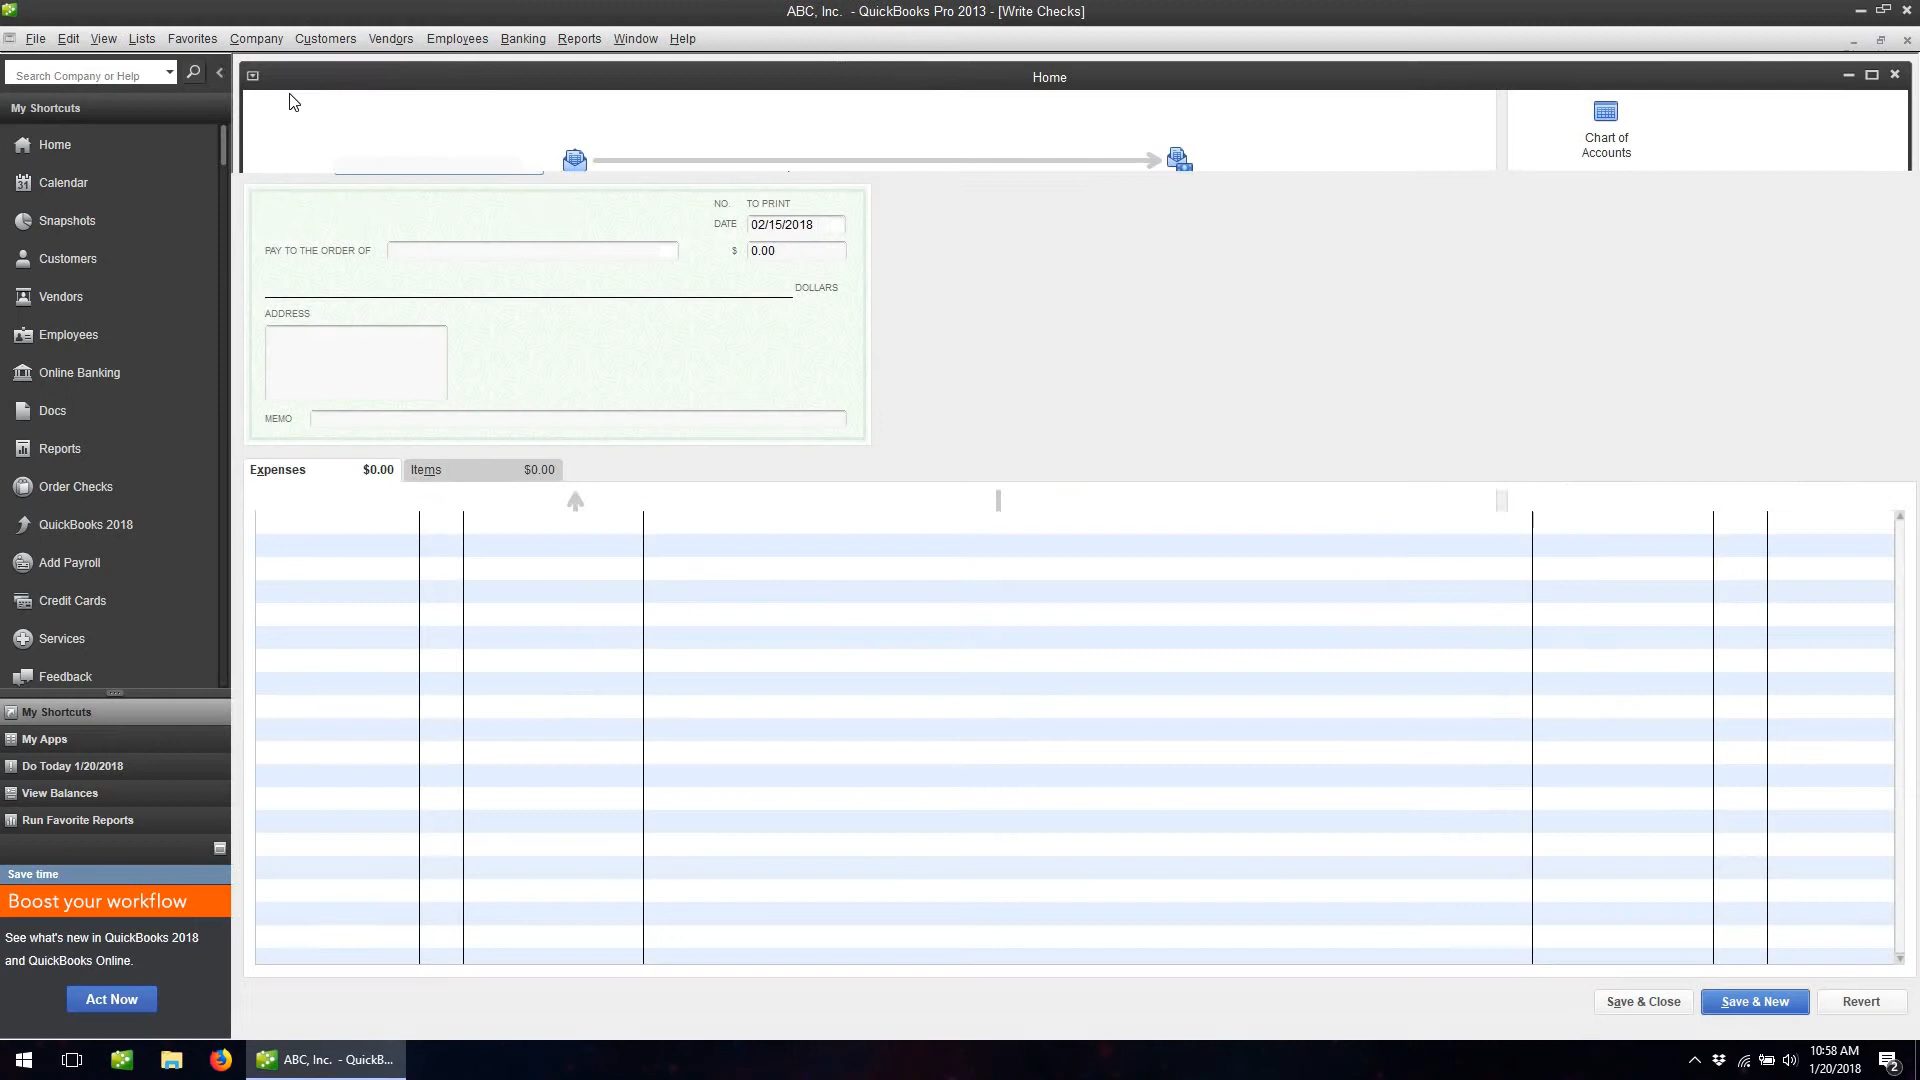 ABC, Inc. - QuickBooks Pro 2013 - [Write Checks]
File Edit View Lists Favorites Company Customers Vendors Employees Banking Reports Window Help
Search Company or Help
Home
My Shortcuts
Home
Calendar
Snapshots
Customers
Vendors
Employees
Online Banking
Docs
Reports
Order Checks
QuickBooks 2018
Add Payroll
Credit Cards
Services
Feedback
My Shortcuts
My Apps
Do Today 1/20/2018
View Balances
Run Favorite Reports
Save time
Boost your workflow
See what's new in QuickBooks 2018
and QuickBooks Online.
Act Now
Chart of
Accounts
NO. TO PRINT
DATE 02/15/2018
PAY TO THE ORDER OF $ 0.00
DOLLARS
ADDRESS
MEMO
Expenses $0.00 Items $0.00
Save & Close Save & New Revert
ABC, Inc. - QuickB...
10:58 AM
1/20/2018
2